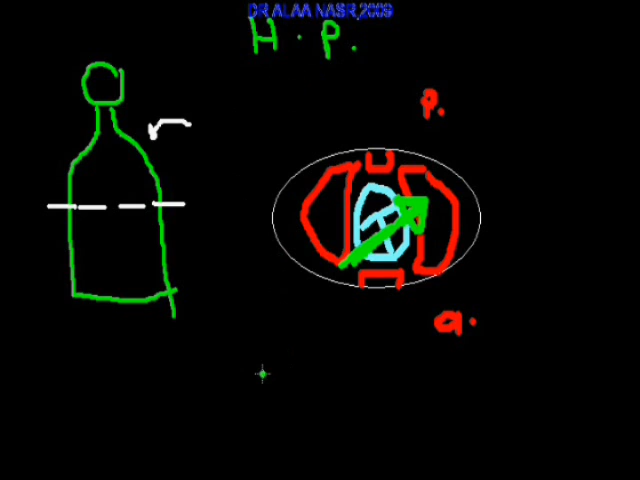 DR ALAA NASR,2009
H . P .
P.
a.